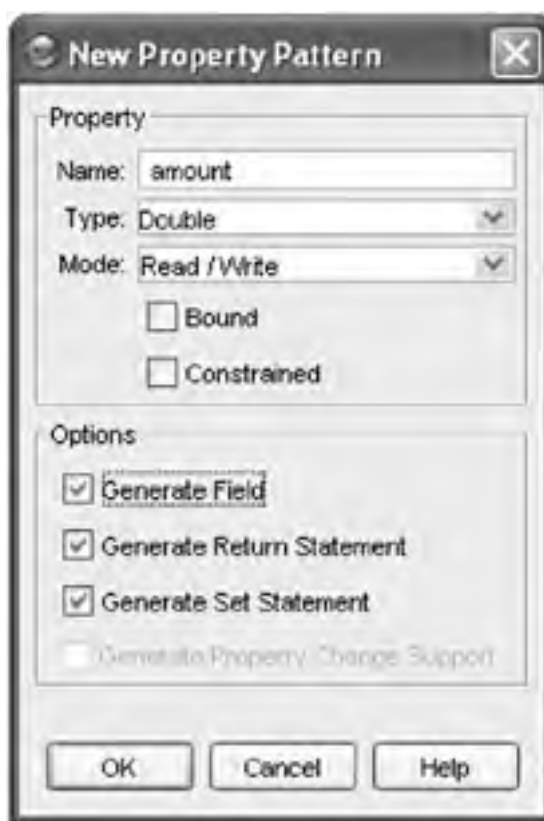 New Property Pattern
Property
Name: amount
Type: Double
Mode: Read / Write
Bound
Constrained
Options
Generate Field
Generate Return Statement
Generate Set Statement
Generate Property Change Support
OK Cancel Help